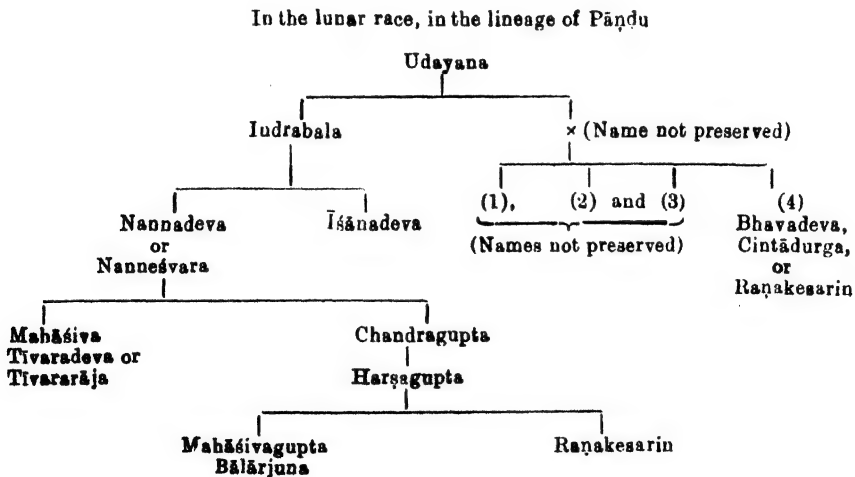 In the lunar race, in the lineage of Pāṇḍu
Udayana
Iudrabala × (Name not preserved)
Nannadeva Īśānadeva (1), (2) and (3) (4)
or (Names not preserved) Bhavadeva,
Nanneśvara Cintādurga,
or
Raṇakesarin
Mahāśiva Chandragupta
Tīvaradeva or
Tīvararāja Harṣagupta
Mahāśivagupta Raṇakesarin
Bālārjuna